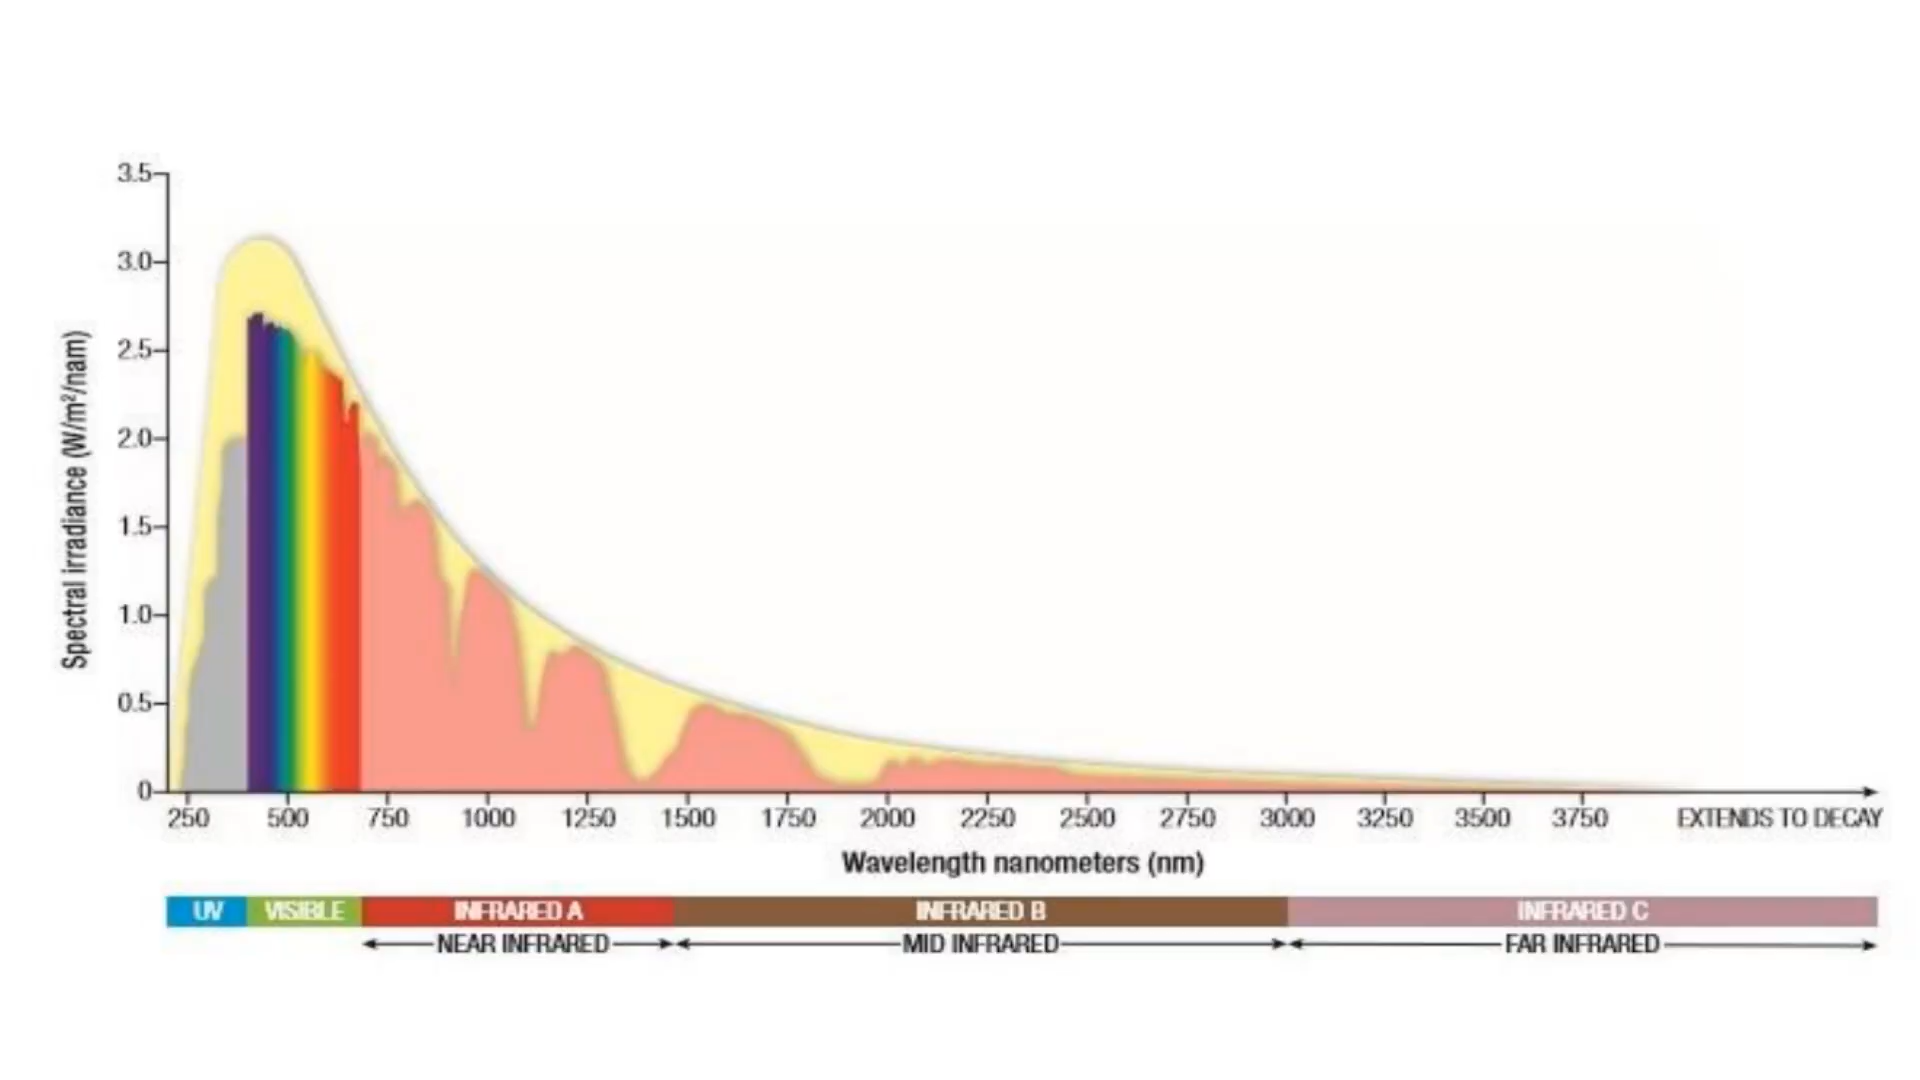 3.5
3.0
2.5
2.0
1.5
1.0
0.5
0
Spectral irradiance (W/m²/nam)
250 500 750 1000 1250 1500 1750 2000 2250 2500 2750 3000 3250 3500 3750 EXTENDS TO DECAY
Wavelength nanometers (nm)
UV VISIBLE INFRARED A INFRARED B INFRARED C
NEAR INFRARED MID INFRARED FAR INFRARED